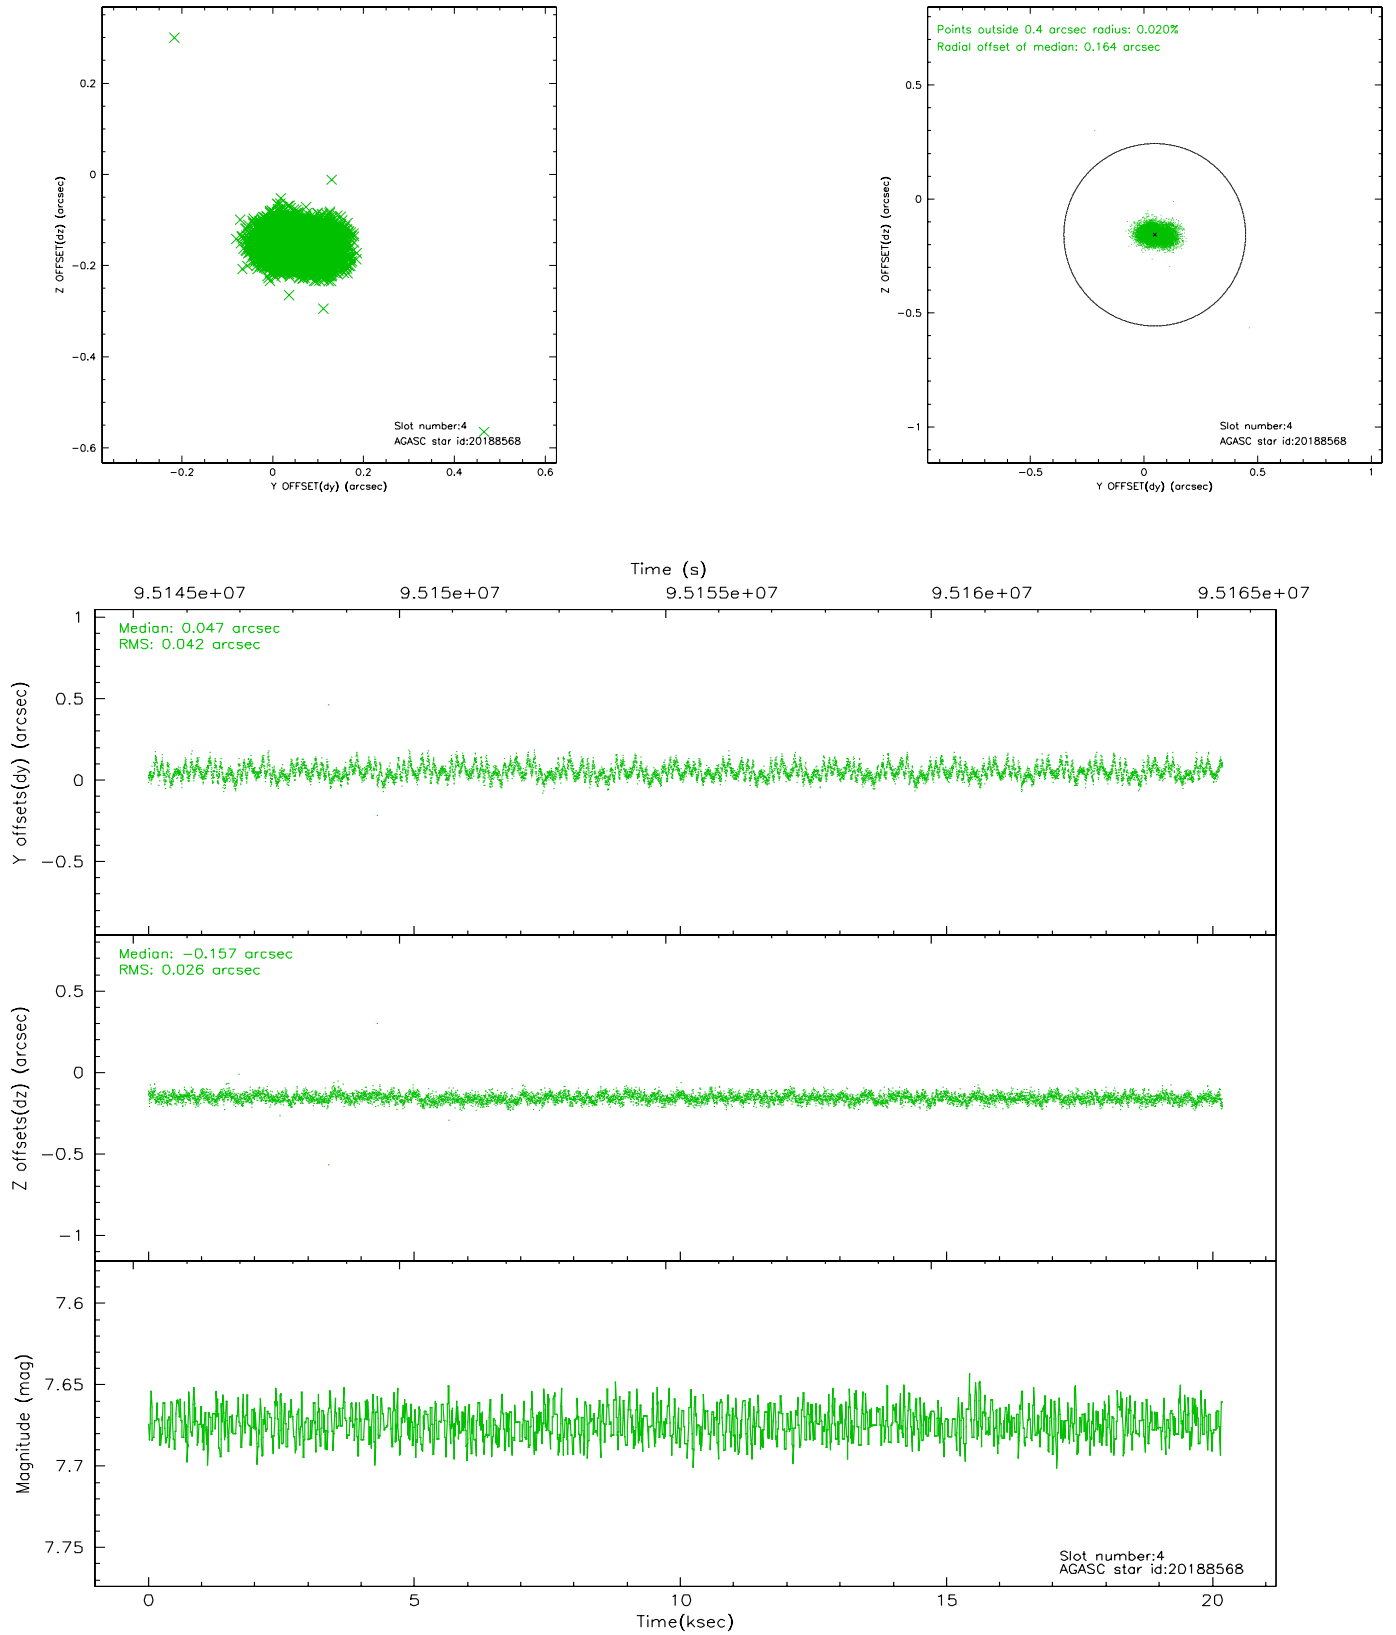 0.2
0
−0.2
−0.4
−0.6
−0.2
0
0.2
0.4
0.6
Z OFFSET(dz) (arcsec)
Y OFFSET(dy) (arcsec)
Slot number:4
AGASC star id:20188568
Points outside 0.4 arcsec radius: 0.020%
Radial offset of median: 0.164 arcsec
0.5
0
−0.5
−1
−0.5
0
0.5
1
Z OFFSET(dz) (arcsec)
Y OFFSET(dy) (arcsec)
Slot number:4
AGASC star id:20188568
Time (s)
9.5145e+07
9.515e+07
9.5155e+07
9.516e+07
9.5165e+07
Median: 0.047 arcsec
RMS: 0.042 arcsec
1
0.5
0
−0.5
Y offsets(dy) (arcsec)
Median: −0.157 arcsec
RMS: 0.026 arcsec
0.5
0
−0.5
−1
Z offsets(dz) (arcsec)
7.6
7.65
7.7
7.75
Magnitude (mag)
Slot number:4
AGASC star id:20188568
0
5
10
15
20
Time(ksec)